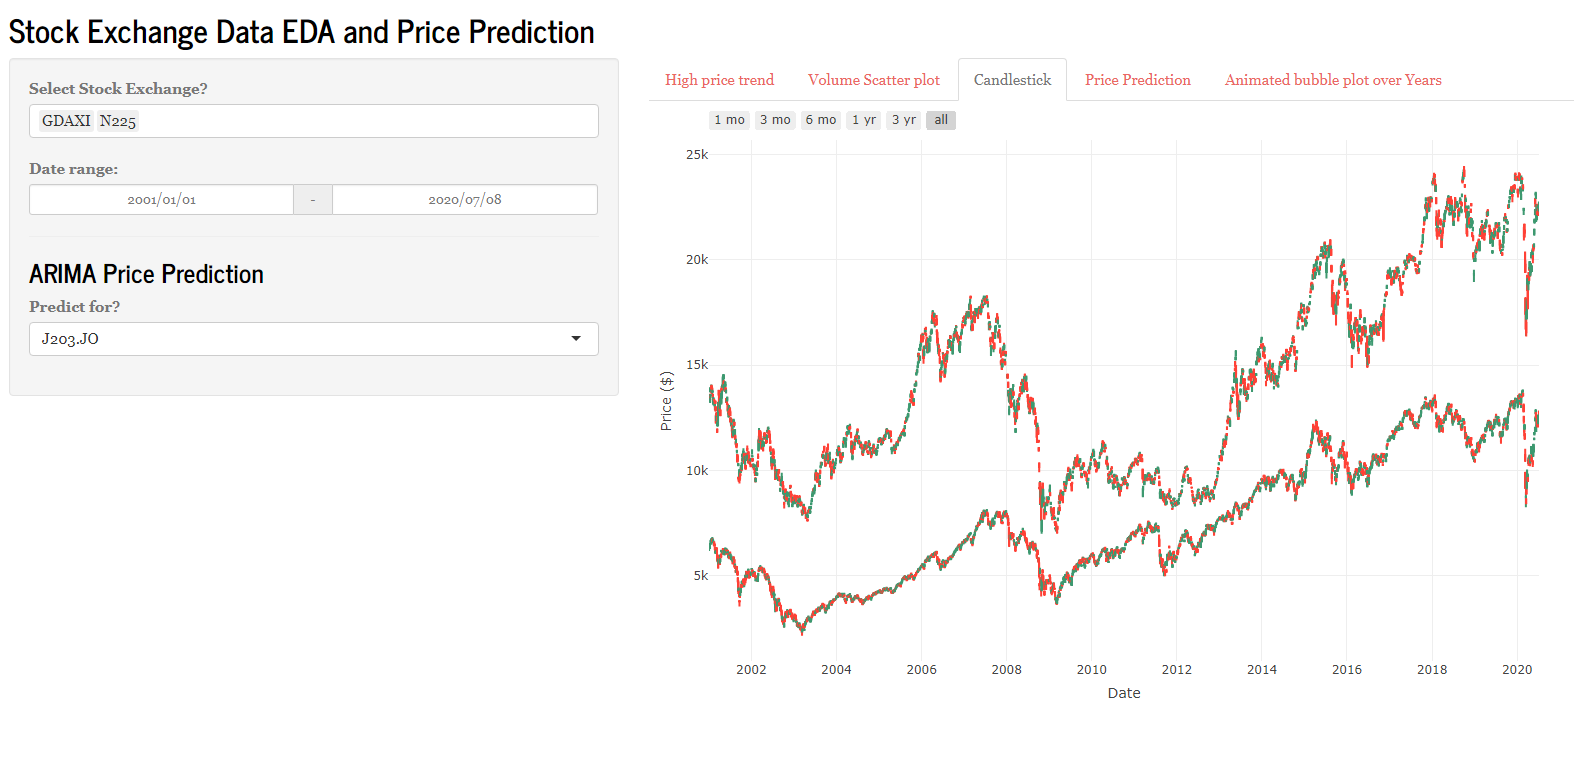 Stock Exchange Data EDA and Price Prediction
Select Stock Exchange?
GDAXI N225
Date range:
2001/01/01 - 2020/07/08
ARIMA Price Prediction
Predict for?
J203.JO
High price trend Volume Scatter plot Candlestick Price Prediction Animated bubble plot over Years
1 mo 3 mo 6 mo 1 yr 3 yr all
25k
20k
15k
10k
5k
Price ($)
2002 2004 2006 2008 2010 2012 2014 2016 2018 2020
Date